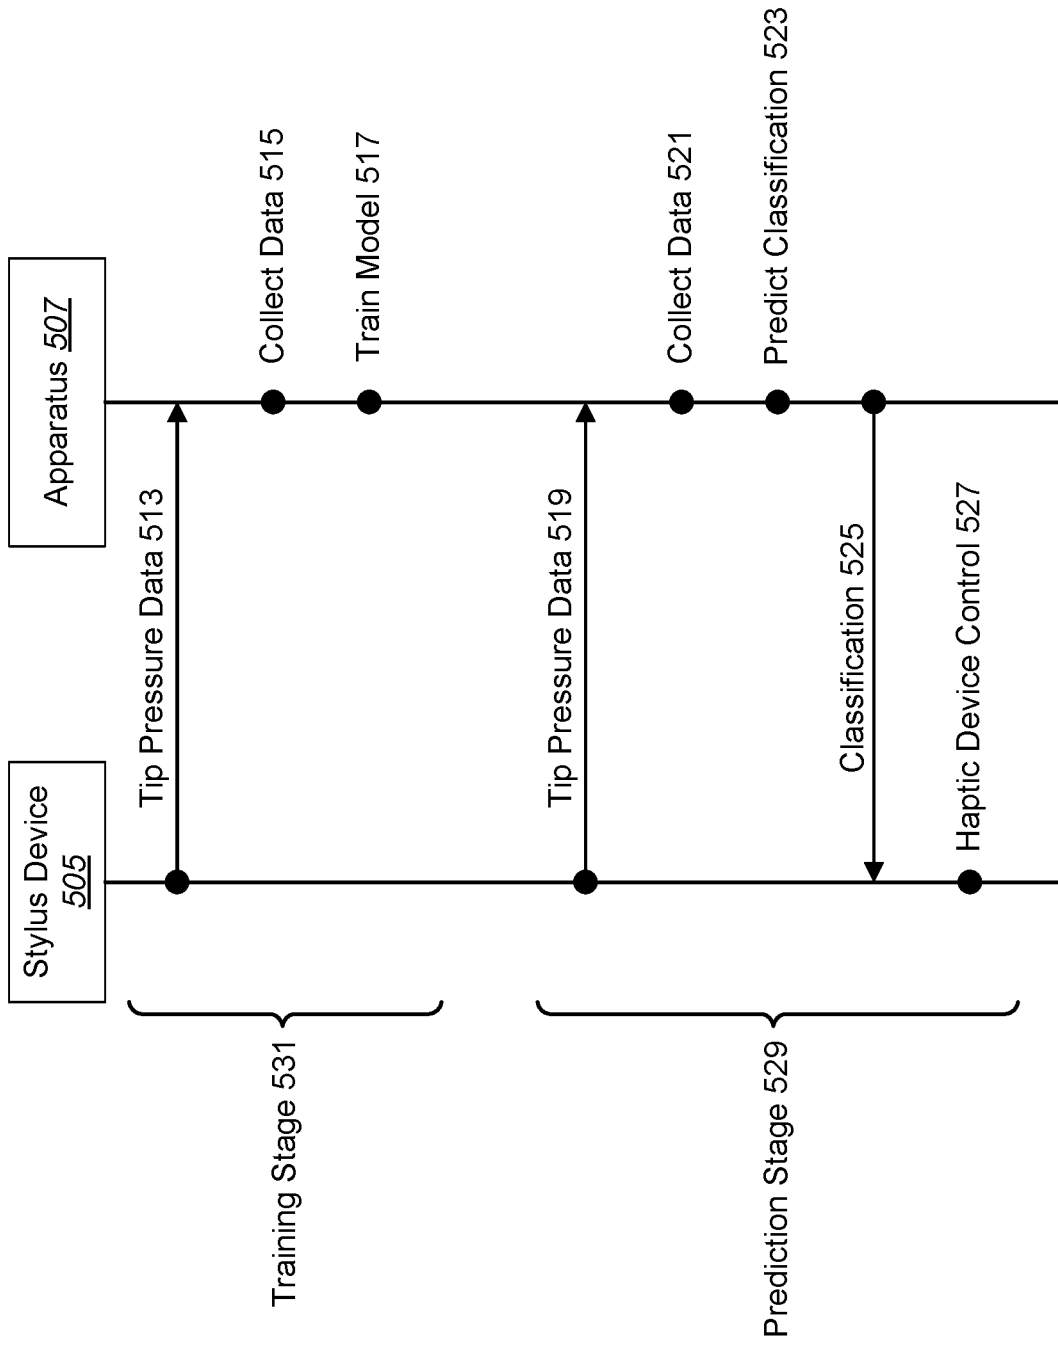 Stylus Device
505
Apparatus 507
Tip Pressure Data 513
Collect Data 515
Train Model 517
Training Stage 531
Tip Pressure Data 519
Collect Data 521
Predict Classification 523
Classification 525
Haptic Device Control 527
Prediction Stage 529